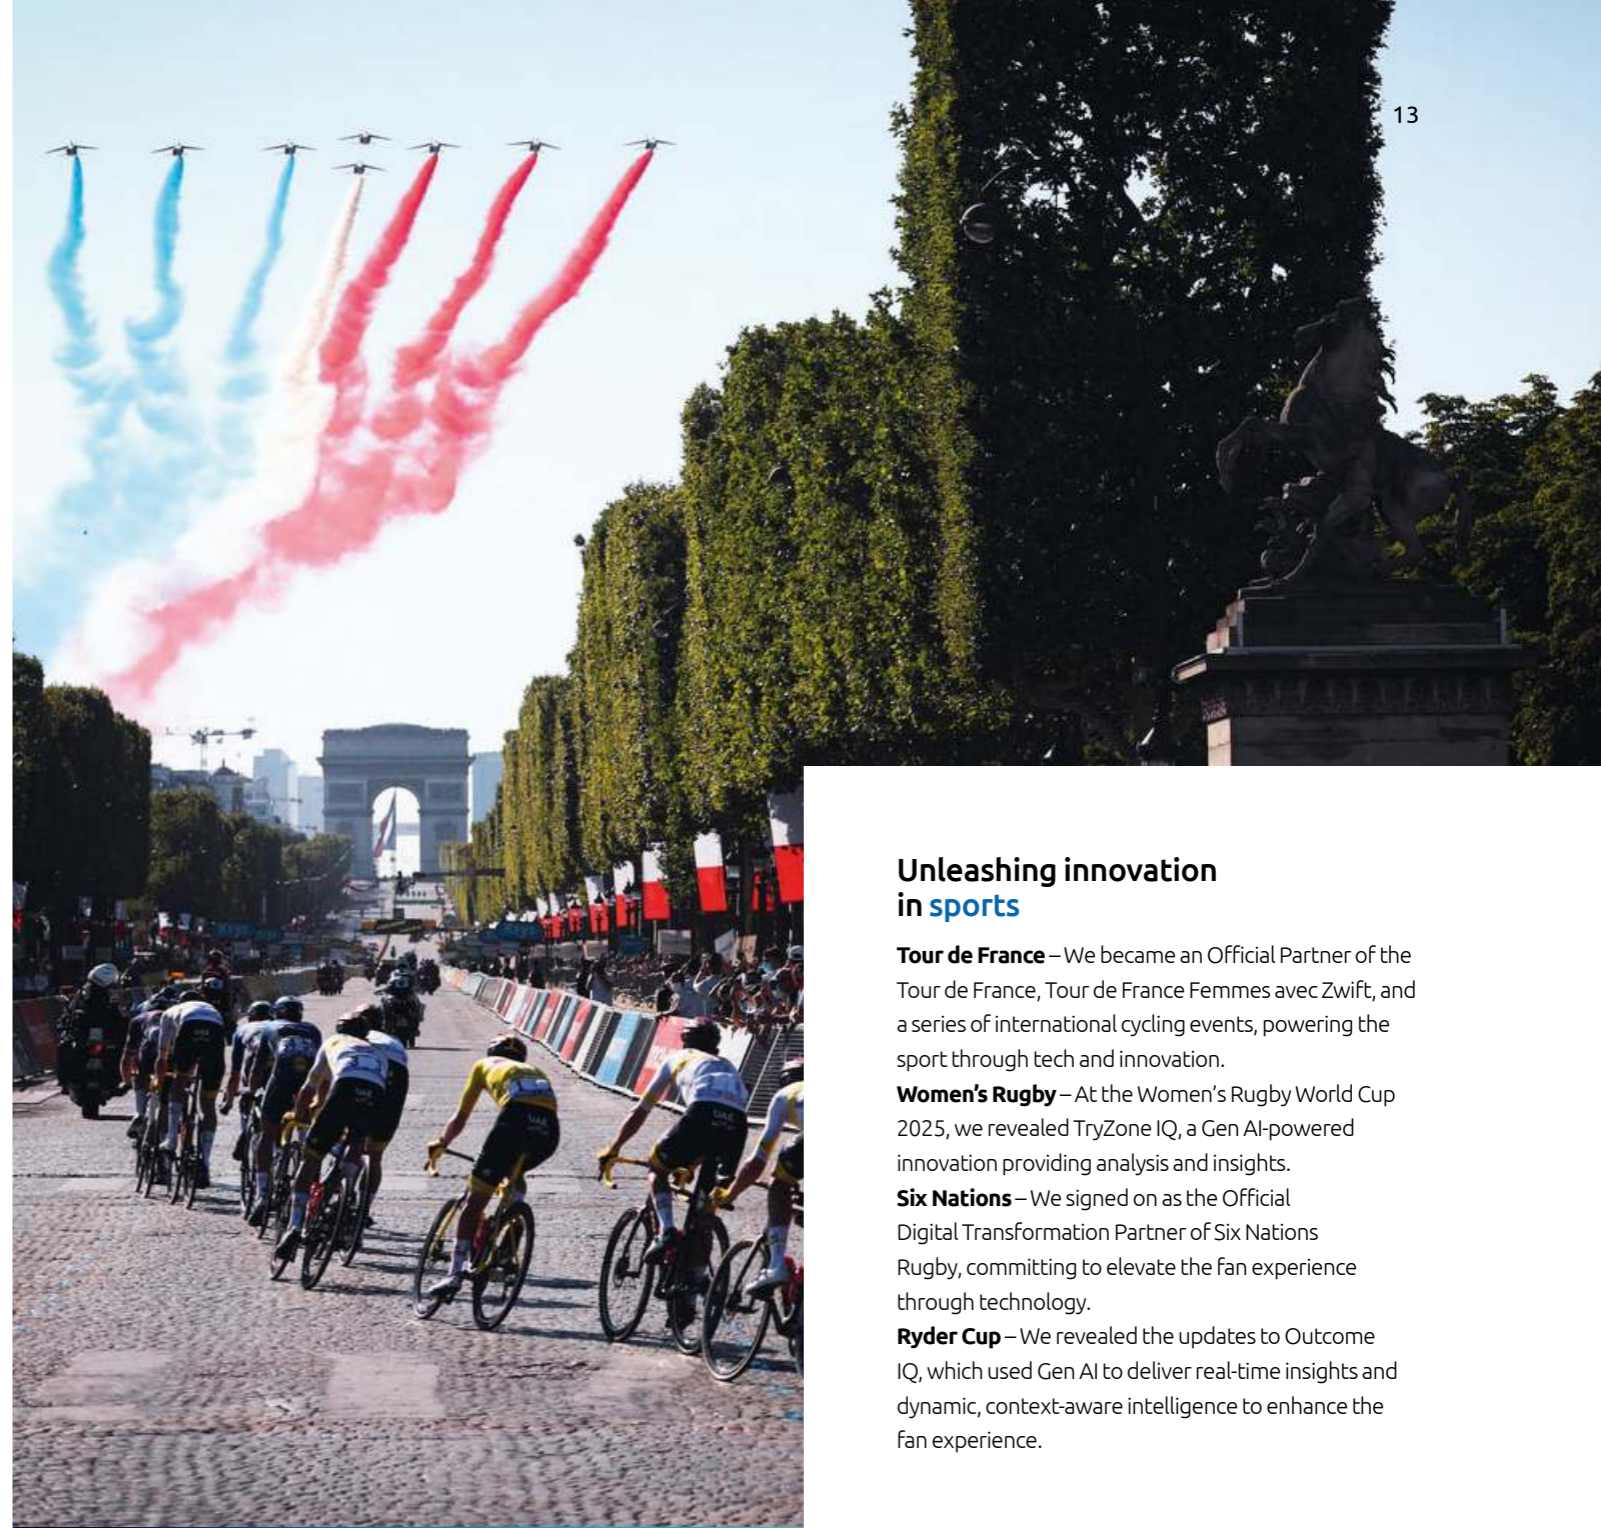 13
Unleashing innovation
in sports
Tour de France – We became an Official Partner of the
Tour de France, Tour de France Femmes avec Zwift, and
a series of international cycling events, powering the
sport through tech and innovation.
Women's Rugby – At the Women's Rugby World Cup
2025, we revealed TryZone IQ, a Gen AI-powered
innovation providing analysis and insights.
Six Nations – We signed on as the Official
Digital Transformation Partner of Six Nations
Rugby, committing to elevate the fan experience
through technology.
Ryder Cup – We revealed the updates to Outcome
IQ, which used Gen AI to deliver real-time insights and
dynamic, context-aware intelligence to enhance the
fan experience.
UAE
UAE